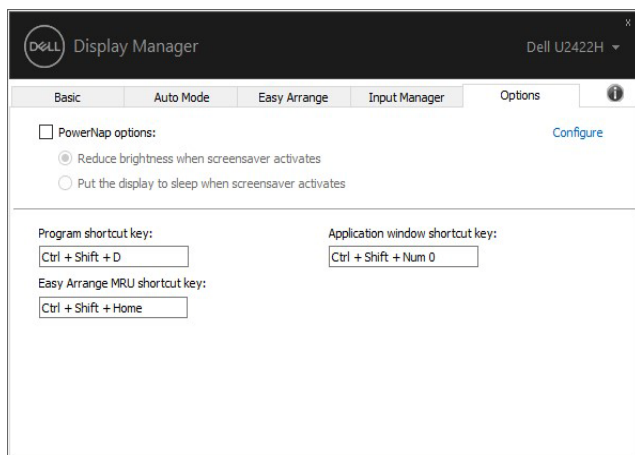 x
DELL Display Manager Dell U2422H
Basic Auto Mode Easy Arrange Input Manager Options
PowerNap options: Configure
Reduce brightness when screensaver activates
Put the display to sleep when screensaver activates
Program shortcut key: Application window shortcut key:
Ctrl + Shift + D Ctrl + Shift + Num 0
Easy Arrange MRU shortcut key:
Ctrl + Shift + Home